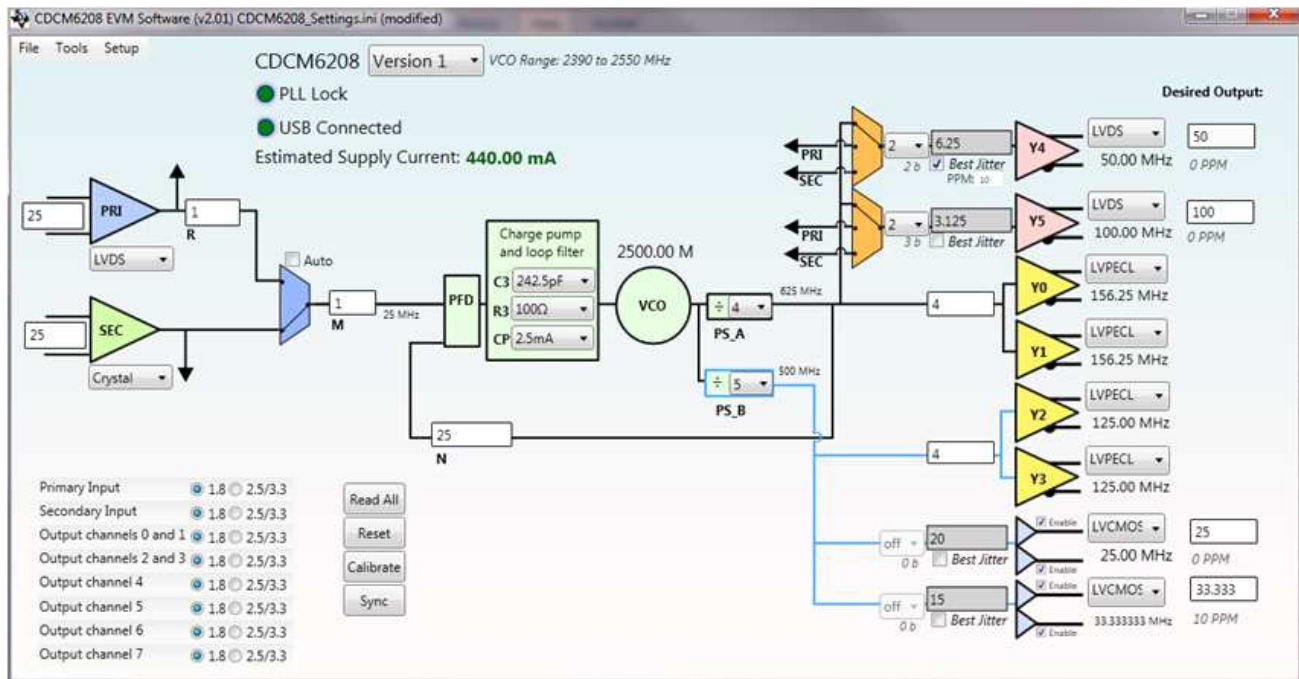 CDCM6208 EVM Software (v2.01) CDCM6208_Settings.ini (modified)
File Tools Setup
CDCM6208 Version 1 VCO Range: 2390 to 2550 MHz
PLL Lock
USB Connected
Estimated Supply Current: 440.00 mA
Desired Output:
PRI
SEC
2
2 b
6.25
Best Jitter
PPM: 10
Y4
LVDS
50.00 MHz
50
0 PPM
PRI
SEC
2
3 b
3.125
Best Jitter
Y5
LVDS
100.00 MHz
100
0 PPM
25
PRI
LVDS
1
R
Auto
25
SEC
Crystal
1
M
25 MHz
PFD
Charge pump
and loop filter
C3 242.5pF
R3 100Ω
CP 2.5mA
2500.00 M
VCO
÷ 4
PS_A
625 MHz
÷ 5
PS_B
500 MHz
25
N
4
Y0
LVPECL
156.25 MHz
Y1
LVPECL
156.25 MHz
4
Y2
LVPECL
125.00 MHz
Y3
LVPECL
125.00 MHz
off
0 b
20
Best Jitter
Enable
Enable
LVCMOS
25.00 MHz
25
0 PPM
off
0 b
15
Best Jitter
Enable
Enable
LVCMOS
33.333333 MHz
33.333
10 PPM
Primary Input 1.8 2.5/3.3
Secondary Input 1.8 2.5/3.3
Output channels 0 and 1 1.8 2.5/3.3
Output channels 2 and 3 1.8 2.5/3.3
Output channel 4 1.8 2.5/3.3
Output channel 5 1.8 2.5/3.3
Output channel 6 1.8 2.5/3.3
Output channel 7 1.8 2.5/3.3
Read All
Reset
Calibrate
Sync